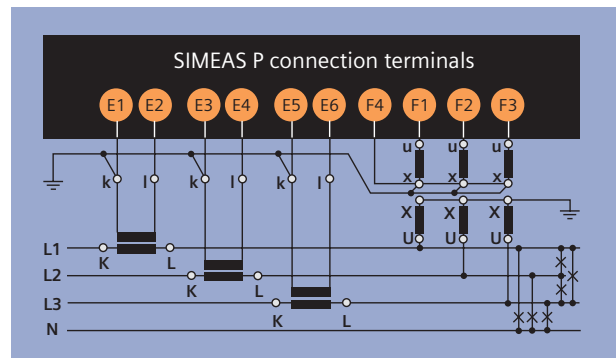 SIMEAS P connection terminals
E1 E2 E3 E4 E5 E6 F4 F1 F2 F3
u u u
k l k l k l x x x
X X X
L1 U U U
K L
L2
K L
L3
K L
N